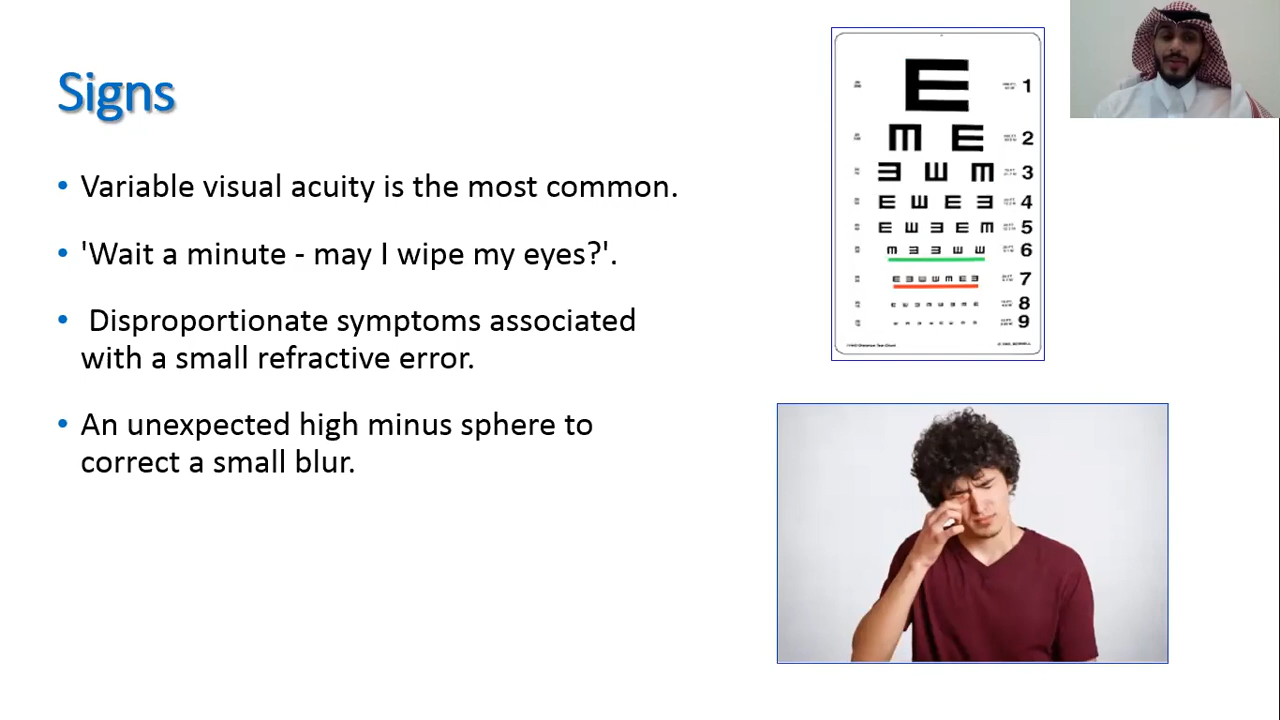 Signs
• Variable visual acuity is the most common.
• 'Wait a minute - may I wipe my eyes?'.
• Disproportionate symptoms associated
with a small refractive error.
• An unexpected high minus sphere to
correct a small blur.
E 1
2
3
4
5
6
7
8
9